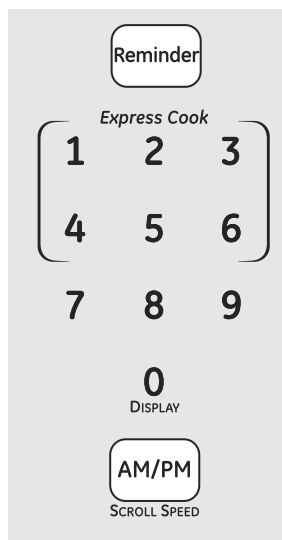 Reminder
Express Cook
1 2 3
4 5 6
7 8 9
0
DISPLAY
AM/PM
SCROLL SPEED